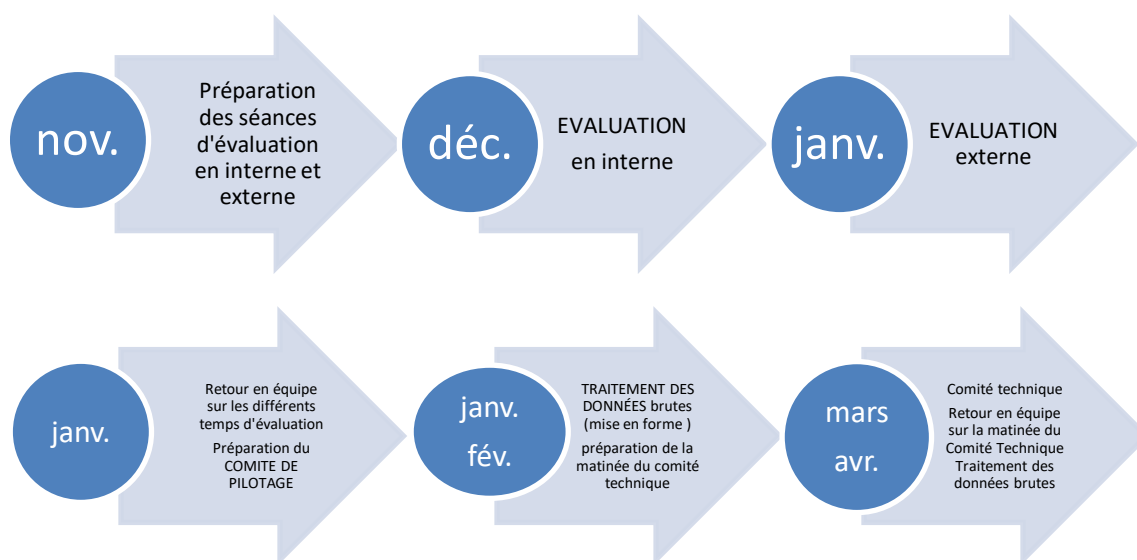 nov.
Préparation
des séances
d'évaluation
en interne et
externe
déc.
EVALUATION
en interne
janv.
EVALUATION
externe
janv.
Retour en équipe
sur les différents
temps d'évaluation
Préparation du
COMITE DE
PILOTAGE
janv.
fév.
TRAITEMENT DES
DONNÉES brutes
(mise en forme )
préparation de la
matinée du comité
technique
mars
avr.
Comité technique
Retour en équipe
sur la matinée du
Comité Technique
Traitement des
données brutes